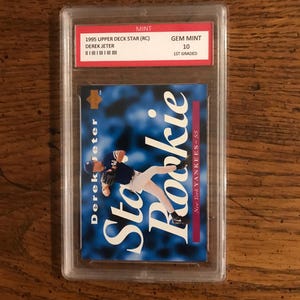 MINT
1995 UPPER DECK STAR (RC)
DEREK JETER
GEM MINT
10
1ST GRADED
Derek Jeter
Star Rookie
New York YANKEES • SS